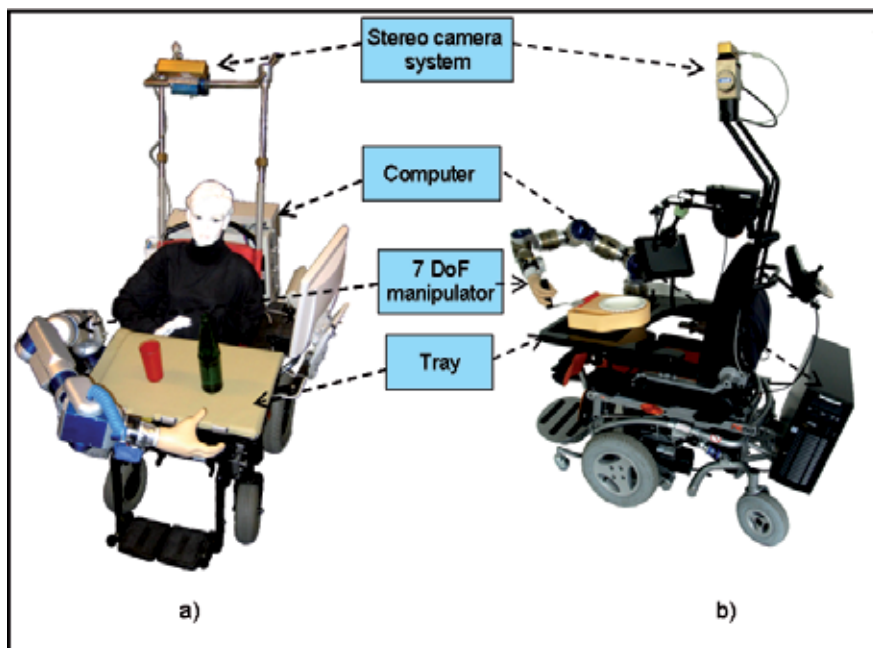 Stereo camera
system
Computer
7 DoF
manipulator
Tray
a)
b)